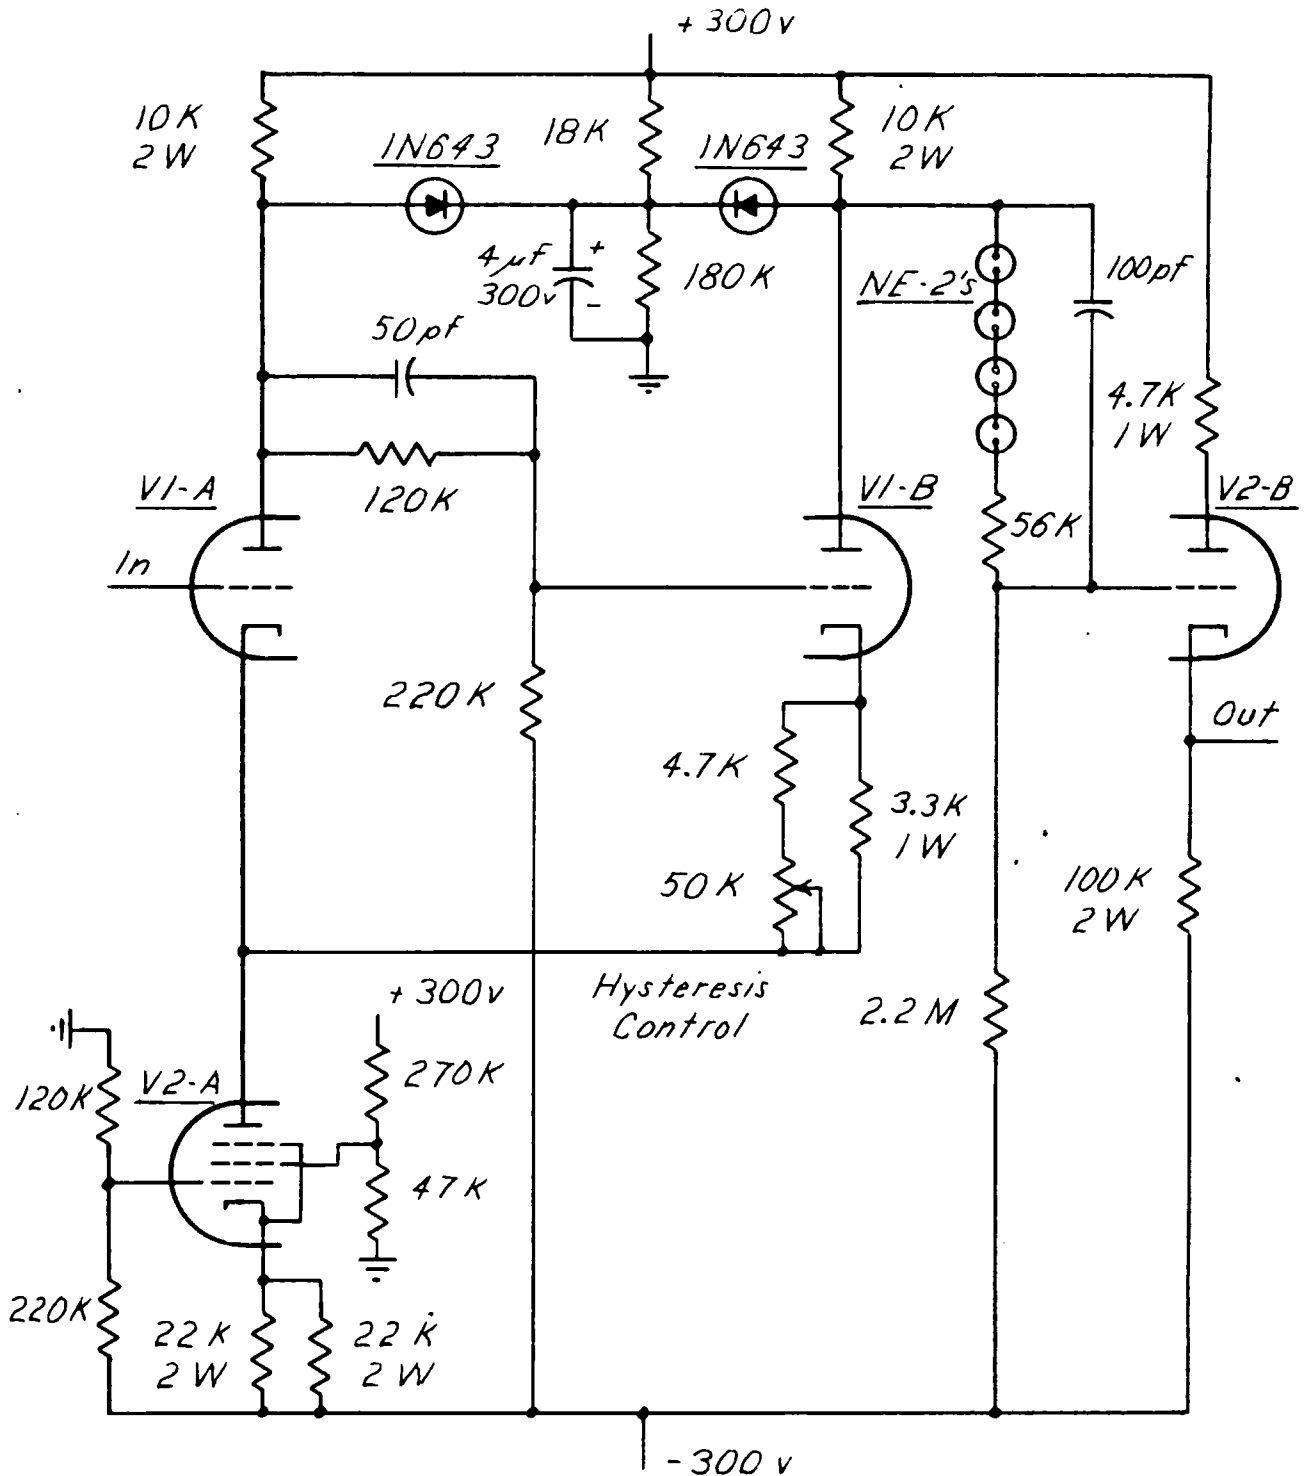 + 300v
10K
2W
1N643
18K
1N643
10K
2W
4μf
300v
+
-
180K
NE-2's
100pf
50pf
4.7K
1W
V1-A
120K
V1-B
V2-B
56K
In
220K
Out
4.7K
3.3K
1W
50K
100K
2W
Hysteresis
Control
+300v
2.2M
270K
120K
V2-A
47K
220K
22K
2W
22K
2W
-300v